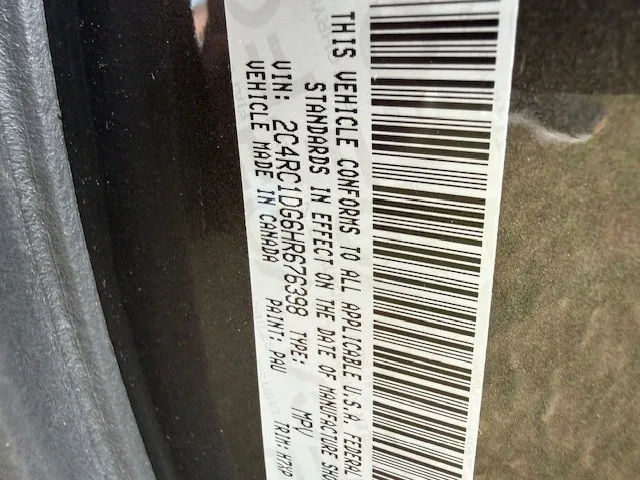 THIS VEHICLE CONFORMS TO ALL APPLICABLE U.S.A. FEDERAL
STANDARDS IN EFFECT ON THE DATE OF MANUFACTURE
VIN: 2C4RC1DG6HR676398 TYPE: MPV
VEHICLE MADE IN CANADA PAINT: PAU TRIM: